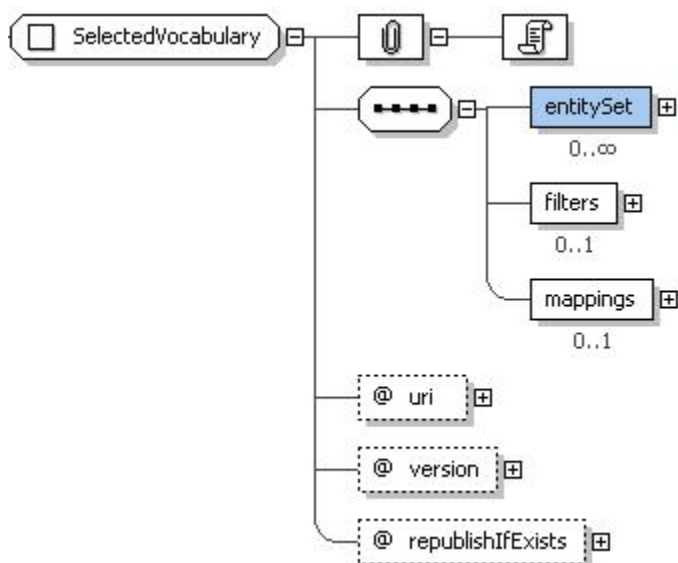 SelectedVocabulary
entitySet
0..∞
filters
0..1
mappings
0..1
@ uri
@ version
@ republishIfExists